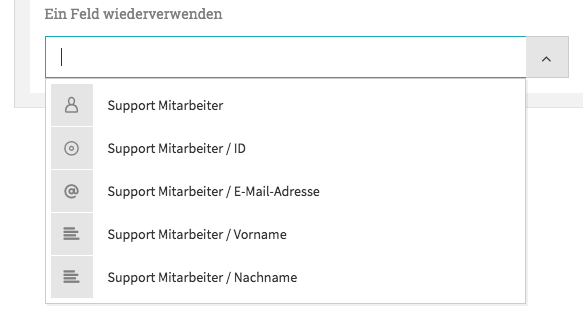 Ein Feld wiederverwenden
Support Mitarbeiter
Support Mitarbeiter / ID
Support Mitarbeiter / E-Mail-Adresse
Support Mitarbeiter / Vorname
Support Mitarbeiter / Nachname